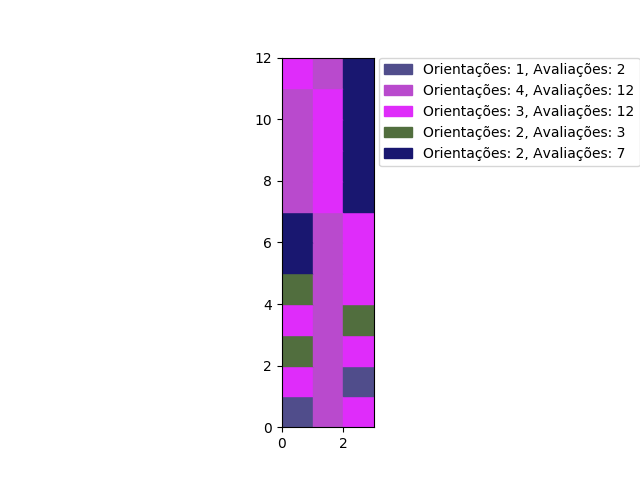 Orientações: 1, Avaliações: 2
Orientações: 4, Avaliações: 12
Orientações: 3, Avaliações: 12
Orientações: 2, Avaliações: 3
Orientações: 2, Avaliações: 7
12
10
8
6
4
2
0
0 2